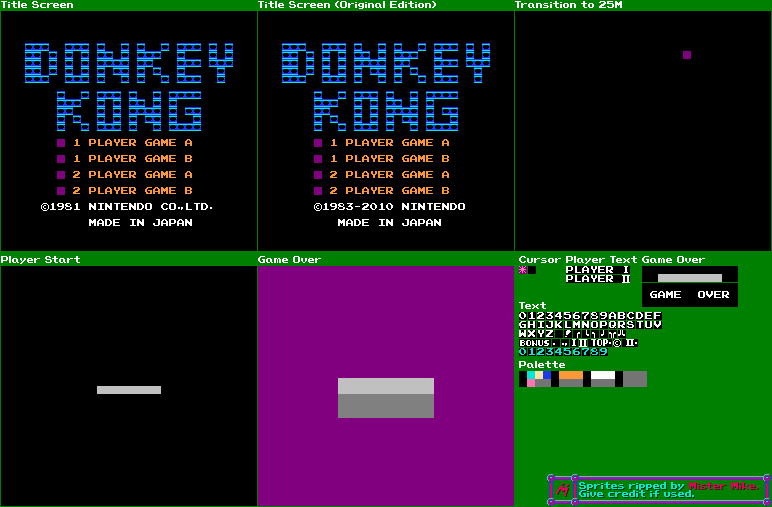 Title Screen
DONKEY
KONG
1 PLAYER GAME A
1 PLAYER GAME B
2 PLAYER GAME A
2 PLAYER GAME B
©1981 NINTENDO CO.,LTD.
MADE IN JAPAN
Title Screen (Original Edition)
DONKEY
KONG
1 PLAYER GAME A
1 PLAYER GAME B
2 PLAYER GAME A
2 PLAYER GAME B
©1983-2010 NINTENDO
MADE IN JAPAN
Transition to 25M
Player Start
Game Over
Cursor
Player Text
PLAYER I
PLAYER II
Game Over
GAME OVER
Text
0123456789ABCDEF
GHIJKLMNOPQRSTUV
WXYZ
BONUS. ., I II TOP-© II-
0123456789
Palette
Sprites ripped by Mister Mike.
Give credit if used.